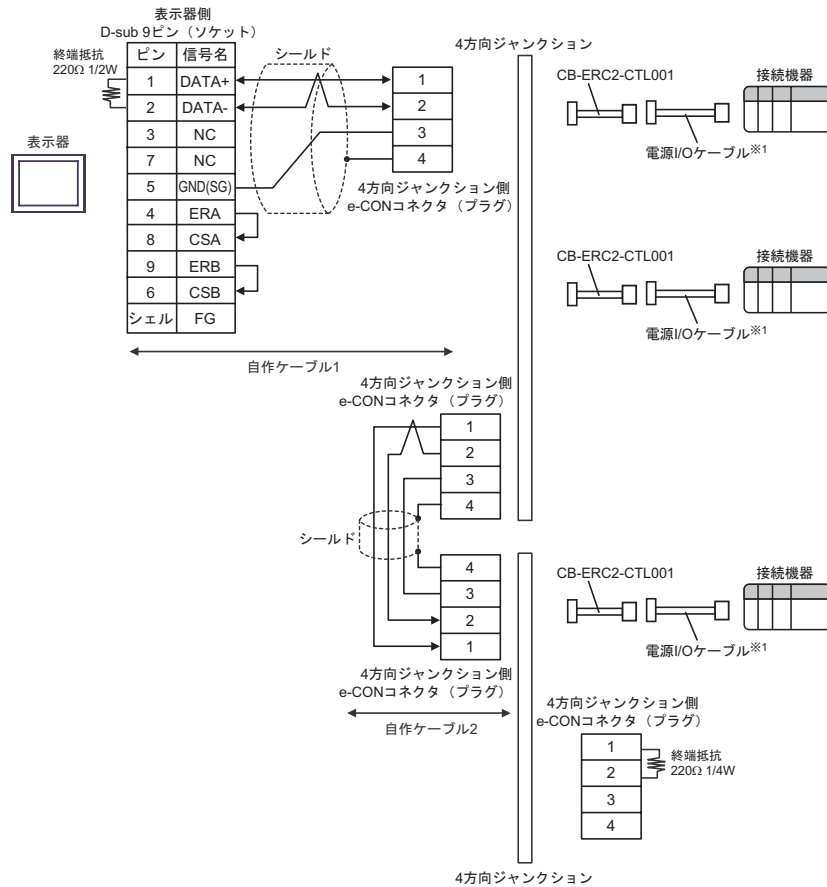 表示器側
D-sub 9ピン（ソケット）
終端抵抗
220Ω 1/2W
ピン 信号名
1 DATA+
2 DATA-
3 NC
7 NC
5 GND(SG)
4 ERA
8 CSA
9 ERB
6 CSB
シェル FG
表示器
シールド
1
2
3
4
4方向ジャンクション側
e-CONコネクタ（プラグ）
自作ケーブル1
4方向ジャンクション
CB-ERC2-CTL001
接続機器
電源I/Oケーブル※1
CB-ERC2-CTL001
接続機器
電源I/Oケーブル※1
4方向ジャンクション側
e-CONコネクタ（プラグ）
1
2
3
4
シールド
4
3
2
1
4方向ジャンクション側
e-CONコネクタ（プラグ）
自作ケーブル2
CB-ERC2-CTL001
接続機器
電源I/Oケーブル※1
4方向ジャンクション側
e-CONコネクタ（プラグ）
1
2
3
4
終端抵抗
220Ω 1/4W
4方向ジャンクション